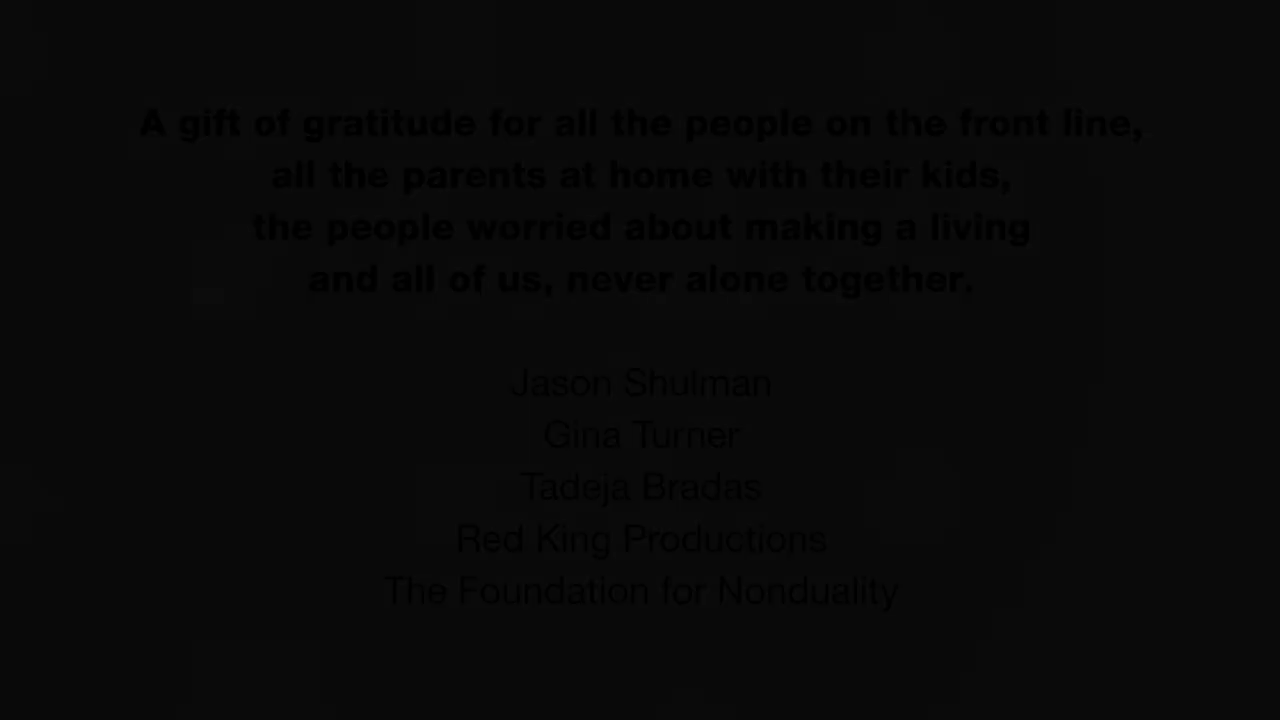 A gift of gratitude for all the people on the front line,
all the parents at home with their kids,
the people worried about making a living
and all of us, never alone together.
Jason Shulman
Gina Turner
Tadeja Bradas
Red King Productions
The Foundation for Nonduality